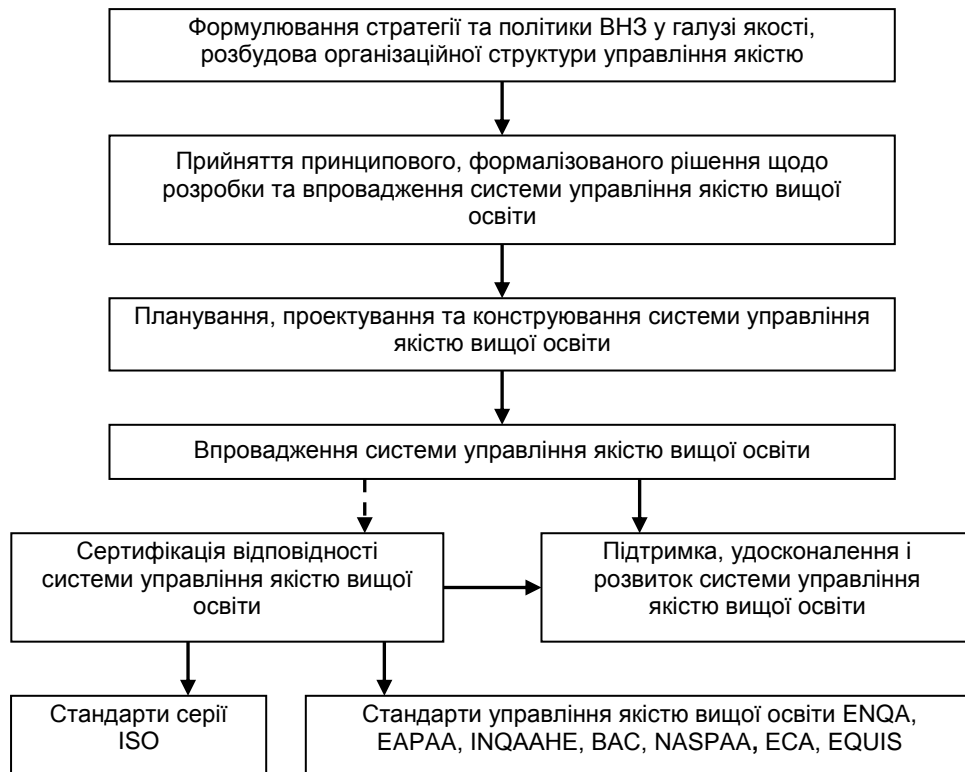 Формулювання стратегії та політики ВНЗ у галузі якості,
розбудова організаційної структури управління якістю
Прийняття принципового, формалізованого рішення щодо
розробки та впровадження системи управління якістю вищої
освіти
Планування, проектування та конструювання системи управління
якістю вищої освіти
Впровадження системи управління якістю вищої освіти
Сертифікація відповідності
системи управління якістю вищої
освіти
Підтримка, удосконалення і
розвиток системи управління
якістю вищої освіти
Стандарти серії
ISO
Стандарти управління якістю вищої освіти ENQA,
EAPAA, INQAAHE, BAC, NASPAA, ECA, EQUIS